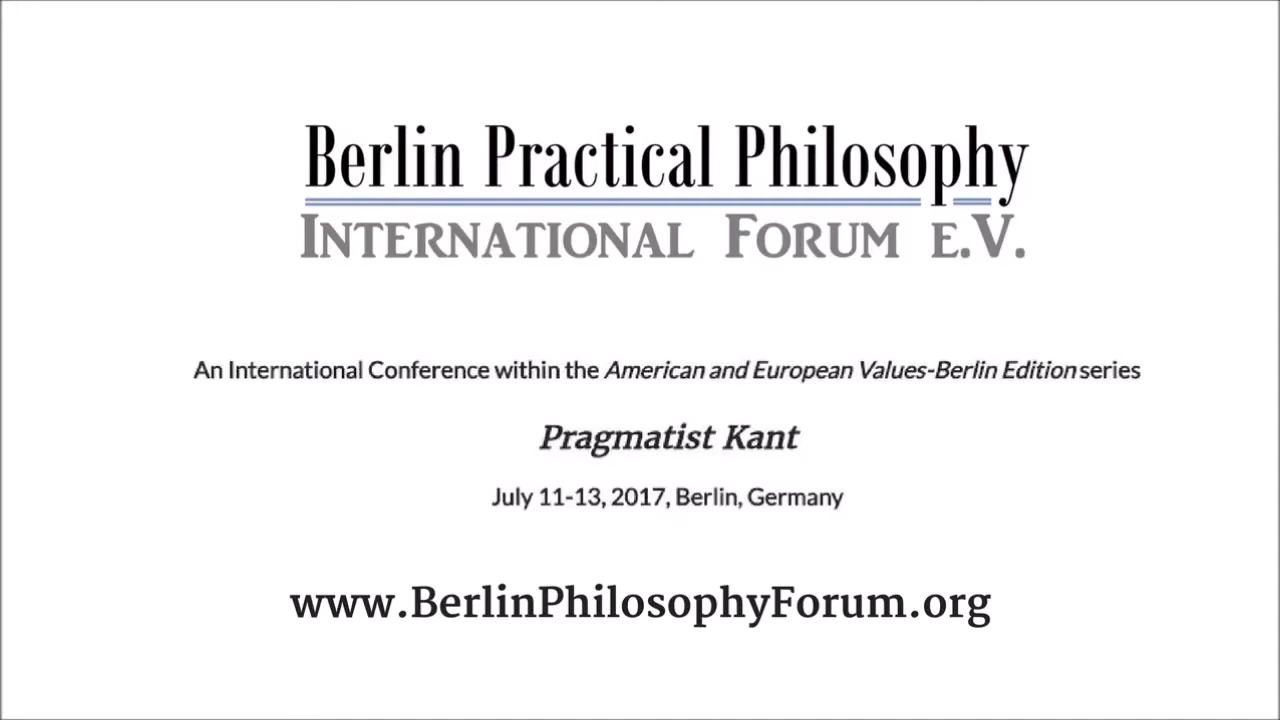 Berlin Practical Philosophy
International Forum e.V.
An International Conference within the American and European Values-Berlin Edition series
Pragmatist Kant
July 11-13, 2017, Berlin, Germany
www.BerlinPhilosophyForum.org